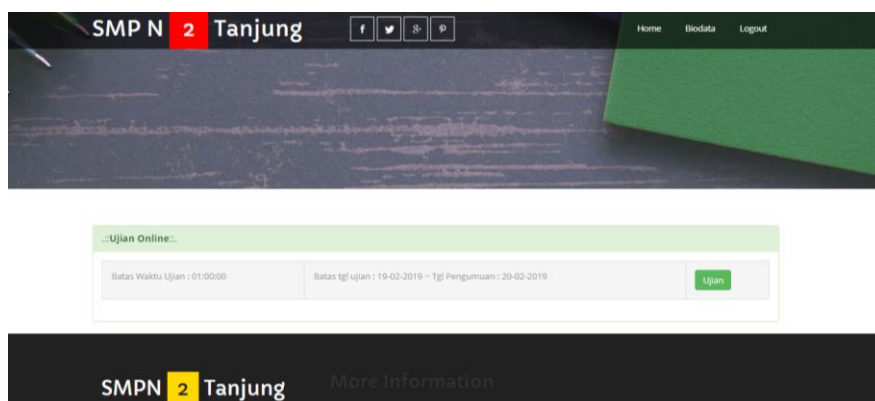 SMP N 2 Tanjung
Home Biodata Logout
.::Ujian Online::.
Batas Waktu Ujian : 01:00:00
Batas tgl ujian : 19-02-2019 – Tgl Pengumuan : 20-02-2019
Ujian
SMPN 2 Tanjung
More Information